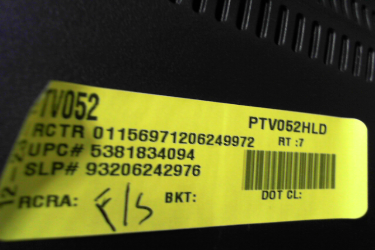 PTV052 PTV052HLD
RCTR 01156971206249972 RT :7
UPC# 5381834094
SLP# 93206242976
RCRA: F/S BKT: DOT CL: